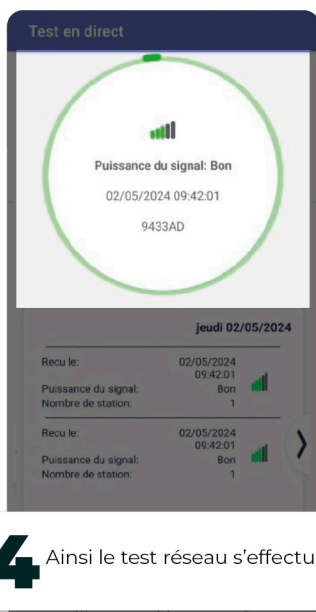 Test en direct
Puissance du signal: Bon
02/05/2024 09:42:01
9433AD
jeudi 02/05/2024
Recu le: 02/05/2024
09:42:01
Puissance du signal: Bon
Nombre de station: 1
Recu le: 02/05/2024
09:42:01
Puissance du signal: Bon
Nombre de station: 1
4 Ainsi le test réseau s’effectu